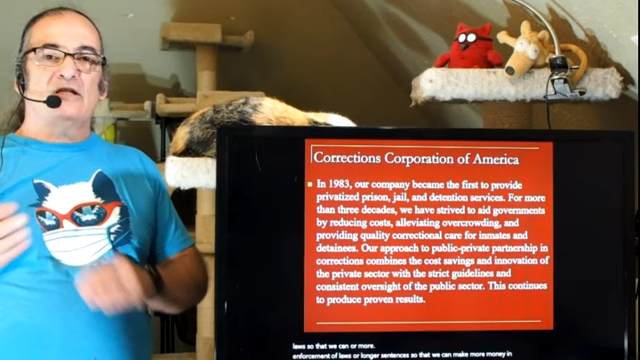 Corrections Corporation of America
In 1983, our company became the first to provide
privatized prison, jail, and detention services. For more
than three decades, we have strived to aid governments
by reducing costs, alleviating overcrowding, and
providing quality correctional care for inmates and
detainees. Our approach to public-private partnership in
corrections combines the cost savings and innovation of
the private sector with the strict guidelines and
consistent oversight of the public sector. This continues
to produce proven results.
laws so that we can or more.
enforcement of laws or longer sentences so that we can make more money in